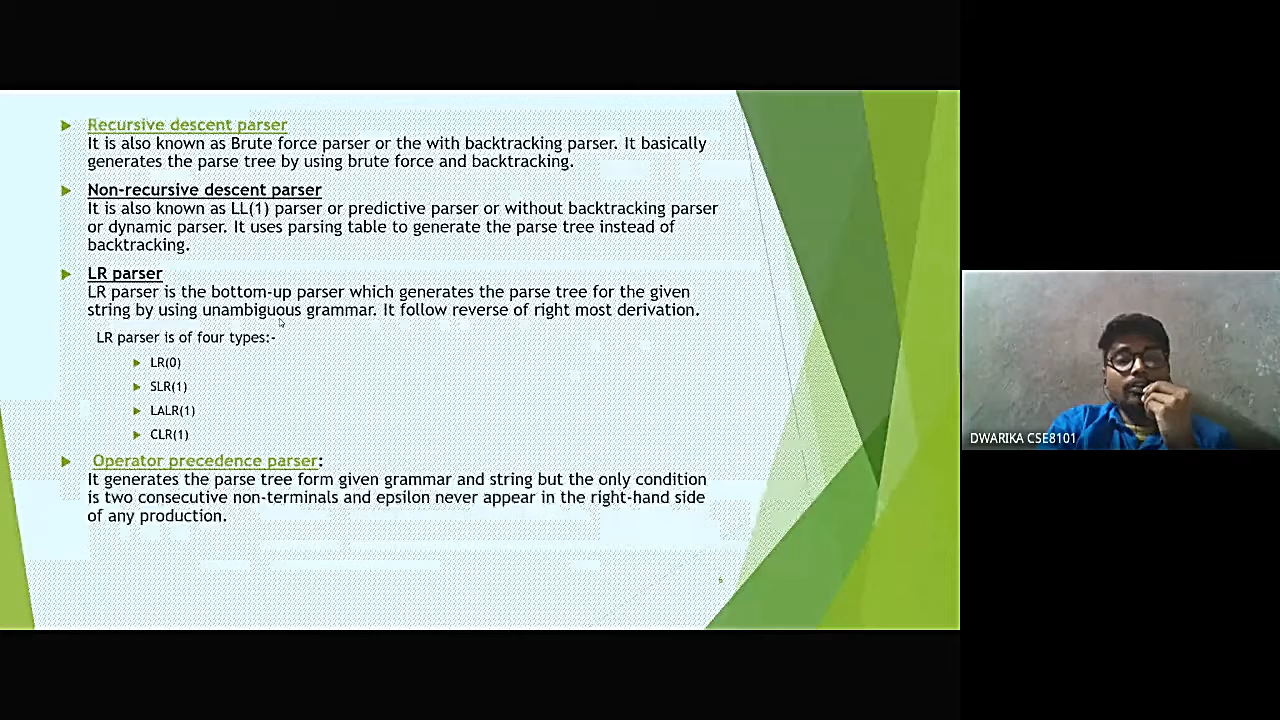 Recursive descent parser
It is also known as Brute force parser or the with backtracking parser. It basically
generates the parse tree by using brute force and backtracking.
Non-recursive descent parser
It is also known as LL(1) parser or predictive parser or without backtracking parser
or dynamic parser. It uses parsing table to generate the parse tree instead of
backtracking.
LR parser
LR parser is the bottom-up parser which generates the parse tree for the given
string by using unambiguous grammar. It follow reverse of right most derivation.
LR parser is of four types:-
LR(0)
SLR(1)
LALR(1)
CLR(1)
Operator precedence parser:
It generates the parse tree form given grammar and string but the only condition
is two consecutive non-terminals and epsilon never appear in the right-hand side
of any production.
6
DWARIKA CSE8101